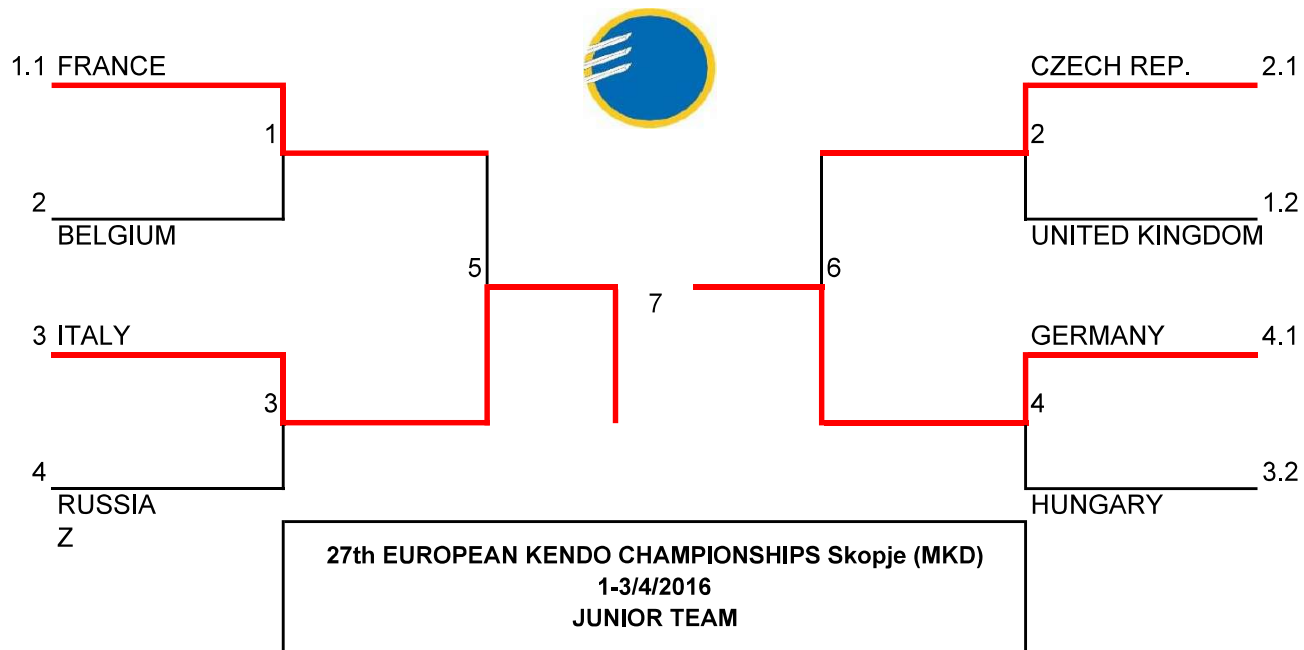 1.1 FRANCE
CZECH REP. 2.1
1
2
2
1.2
BELGIUM
UNITED KINGDOM
5
6
7
3 ITALY
GERMANY 4.1
3
4
4
3.2
RUSSIA
HUNGARY
Z
27th EUROPEAN KENDO CHAMPIONSHIPS Skopje (MKD)
1-3/4/2016
JUNIOR TEAM